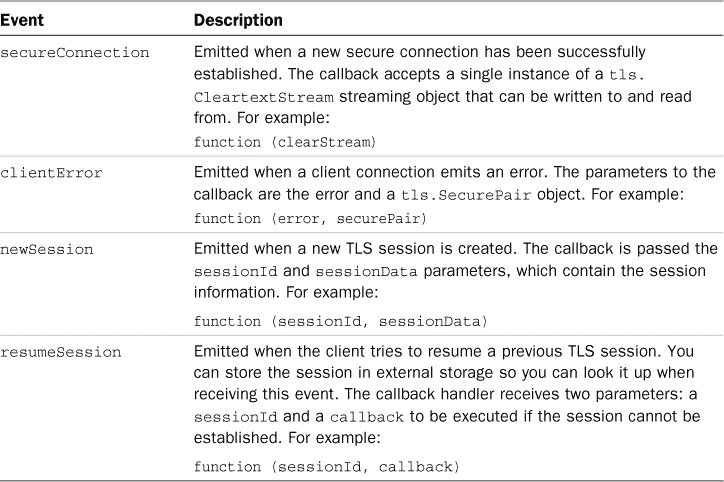 Event Description
secureConnection Emitted when a new secure connection has been successfully
established. The callback accepts a single instance of a tls.
CleartextStream streaming object that can be written to and read
from. For example:
function (clearStream)
clientError Emitted when a client connection emits an error. The parameters to the
callback are the error and a tls.SecurePair object. For example:
function (error, securePair)
newSession Emitted when a new TLS session is created. The callback is passed the
sessionId and sessionData parameters, which contain the session
information. For example:
function (sessionId, sessionData)
resumeSession Emitted when the client tries to resume a previous TLS session. You
can store the session in external storage so you can look it up when
receiving this event. The callback handler receives two parameters: a
sessionId and a callback to be executed if the session cannot be
established. For example:
function (sessionId, callback)